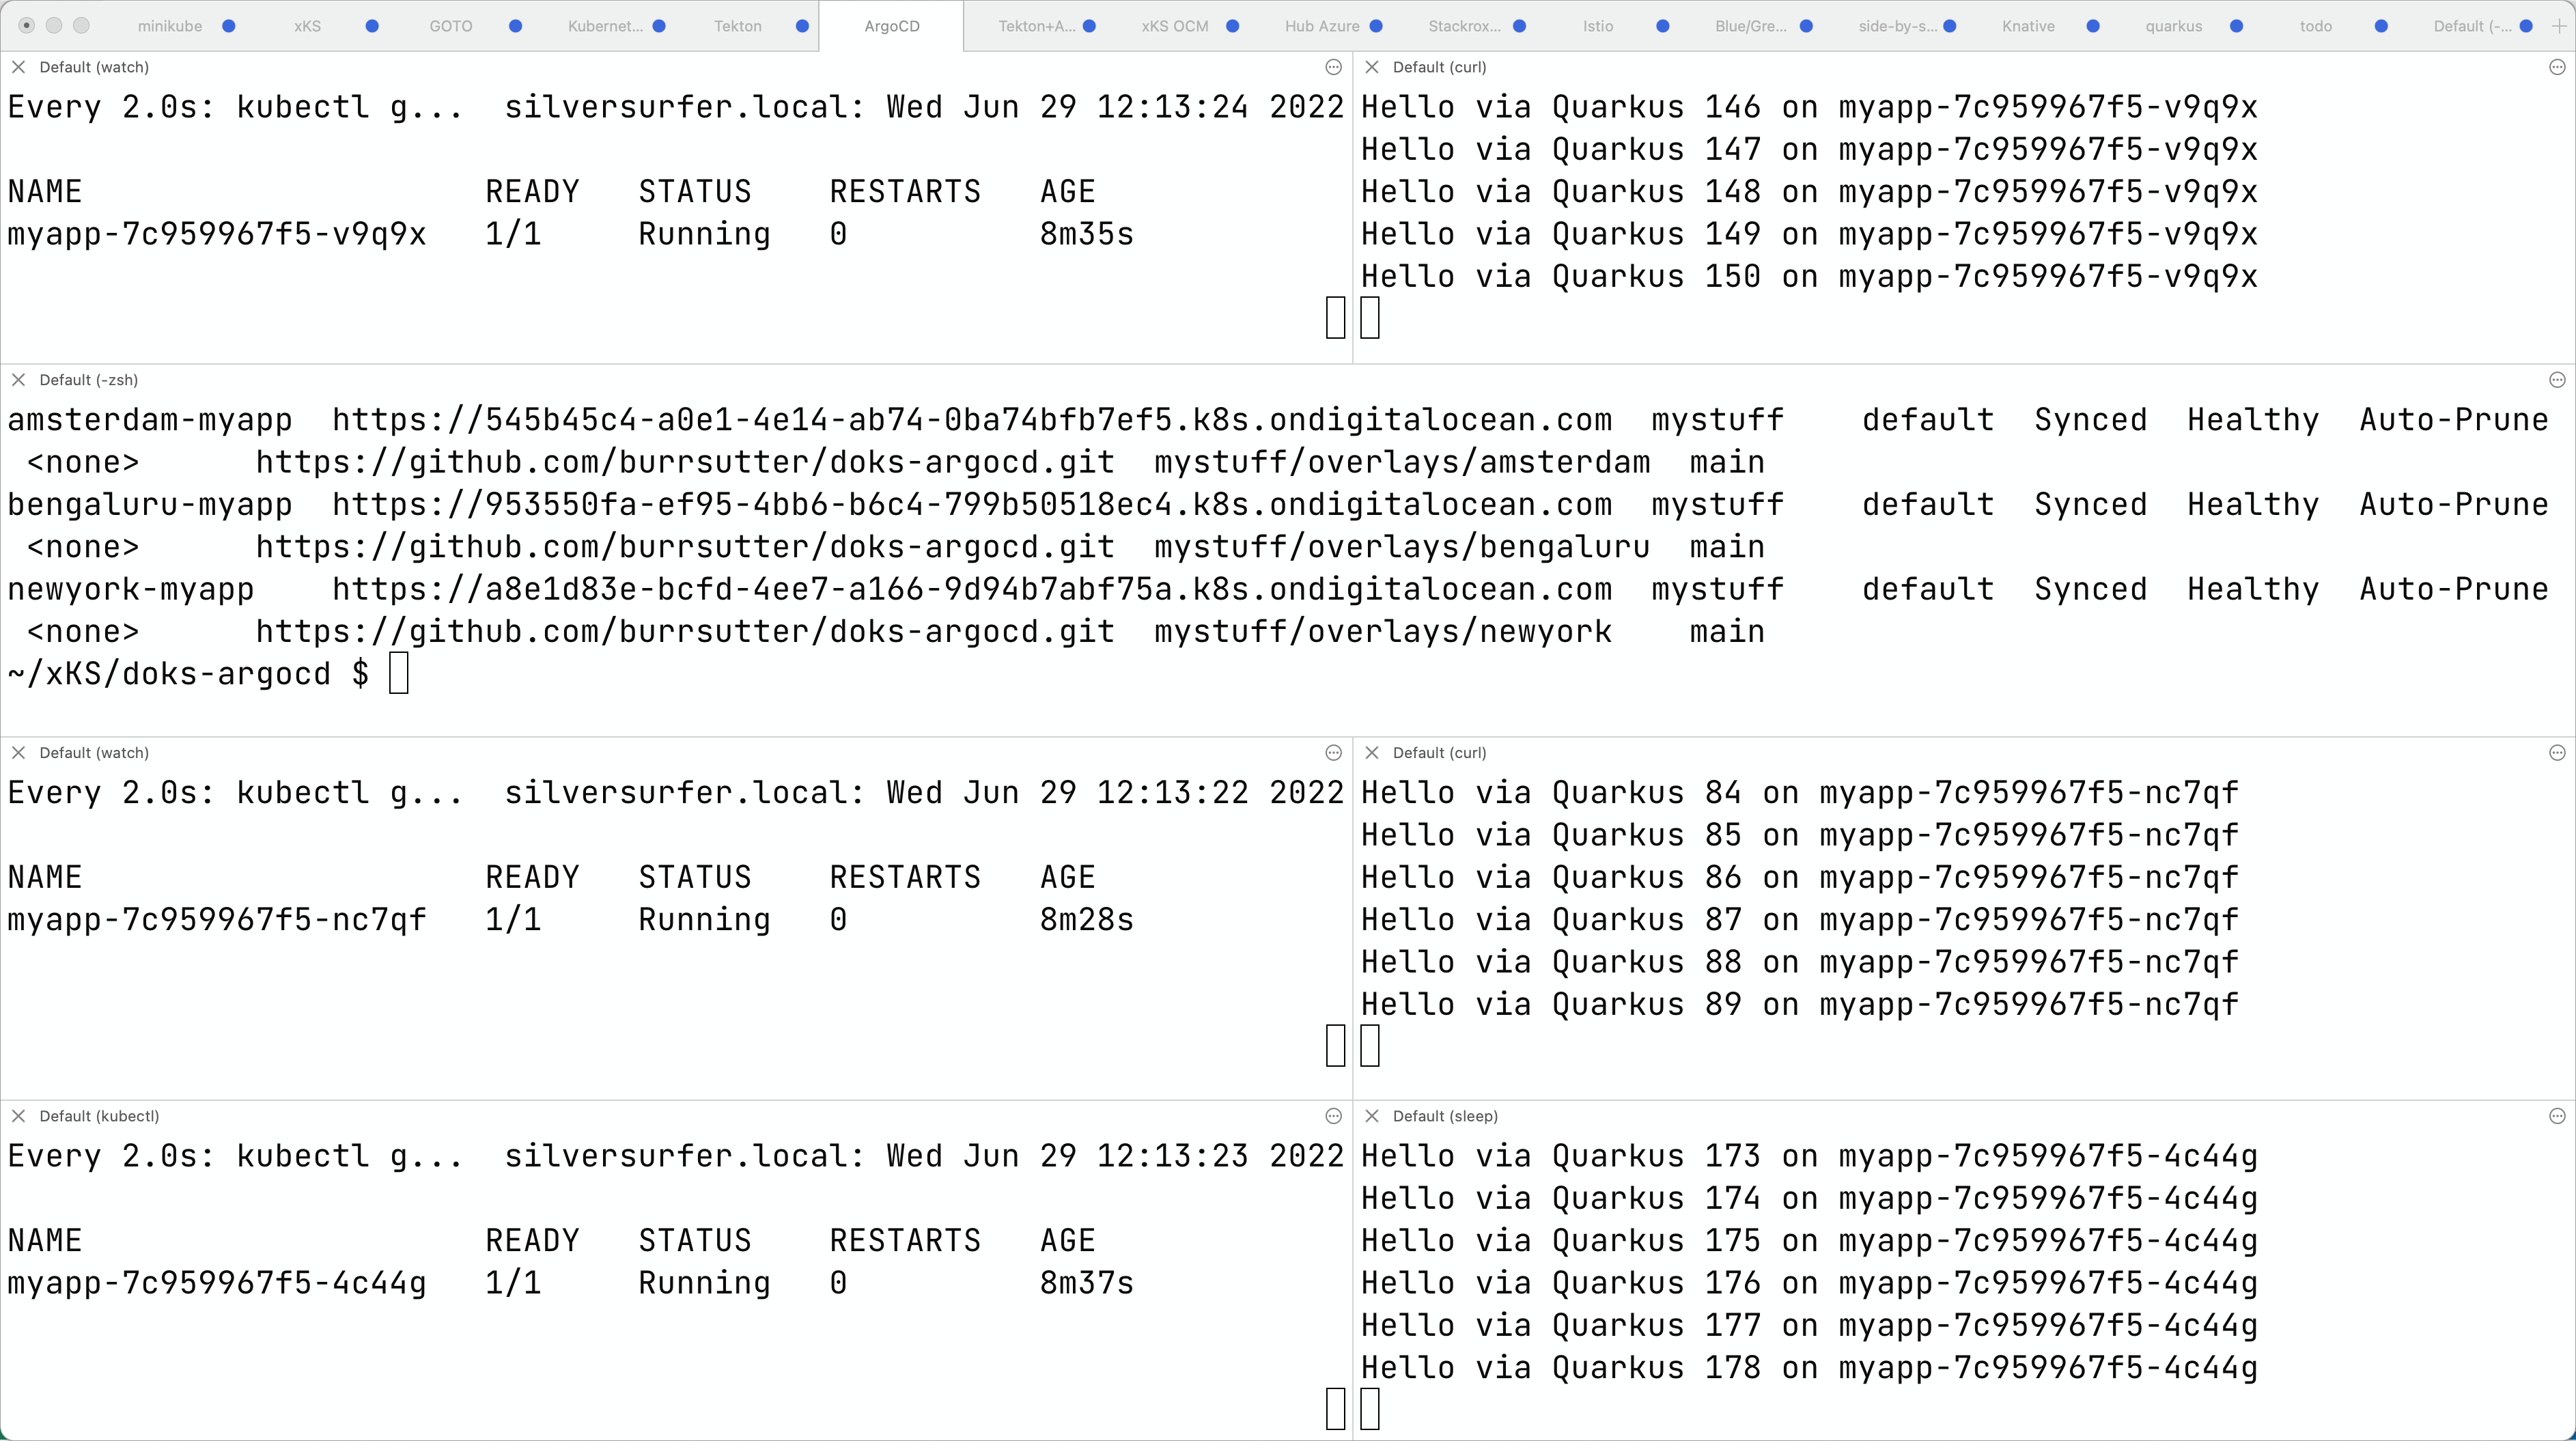 minikube xKS GOTO Kubernet... Tekton ArgoCD Tekton+A... xKS OCM Hub Azure Stackrox... Istio Blue/Gre... side-by-s... Knative quarkus todo Default (-...
Default (watch)
Every 2.0s: kubectl g... silversurfer.local: Wed Jun 29 12:13:24 2022
NAME READY STATUS RESTARTS AGE
myapp-7c959967f5-v9q9x 1/1 Running 0 8m35s
Default (curl)
Hello via Quarkus 146 on myapp-7c959967f5-v9q9x
Hello via Quarkus 147 on myapp-7c959967f5-v9q9x
Hello via Quarkus 148 on myapp-7c959967f5-v9q9x
Hello via Quarkus 149 on myapp-7c959967f5-v9q9x
Hello via Quarkus 150 on myapp-7c959967f5-v9q9x
Default (-zsh)
amsterdam-myapp https://545b45c4-a0e1-4e14-ab74-0ba74bfb7ef5.k8s.ondigitalocean.com mystuff default Synced Healthy Auto-Prune
<none> https://github.com/burrsutter/doks-argocd.git mystuff/overlays/amsterdam main
bengaluru-myapp https://953550fa-ef95-4bb6-b6c4-799b50518ec4.k8s.ondigitalocean.com mystuff default Synced Healthy Auto-Prune
<none> https://github.com/burrsutter/doks-argocd.git mystuff/overlays/bengaluru main
newyork-myapp https://a8e1d83e-bcfd-4ee7-a166-9d94b7abf75a.k8s.ondigitalocean.com mystuff default Synced Healthy Auto-Prune
<none> https://github.com/burrsutter/doks-argocd.git mystuff/overlays/newyork main
~/xKS/doks-argocd $
Default (watch)
Every 2.0s: kubectl g... silversurfer.local: Wed Jun 29 12:13:22 2022
NAME READY STATUS RESTARTS AGE
myapp-7c959967f5-nc7qf 1/1 Running 0 8m28s
Default (curl)
Hello via Quarkus 84 on myapp-7c959967f5-nc7qf
Hello via Quarkus 85 on myapp-7c959967f5-nc7qf
Hello via Quarkus 86 on myapp-7c959967f5-nc7qf
Hello via Quarkus 87 on myapp-7c959967f5-nc7qf
Hello via Quarkus 88 on myapp-7c959967f5-nc7qf
Hello via Quarkus 89 on myapp-7c959967f5-nc7qf
Default (kubectl)
Every 2.0s: kubectl g... silversurfer.local: Wed Jun 29 12:13:23 2022
NAME READY STATUS RESTARTS AGE
myapp-7c959967f5-4c44g 1/1 Running 0 8m37s
Default (sleep)
Hello via Quarkus 173 on myapp-7c959967f5-4c44g
Hello via Quarkus 174 on myapp-7c959967f5-4c44g
Hello via Quarkus 175 on myapp-7c959967f5-4c44g
Hello via Quarkus 176 on myapp-7c959967f5-4c44g
Hello via Quarkus 177 on myapp-7c959967f5-4c44g
Hello via Quarkus 178 on myapp-7c959967f5-4c44g